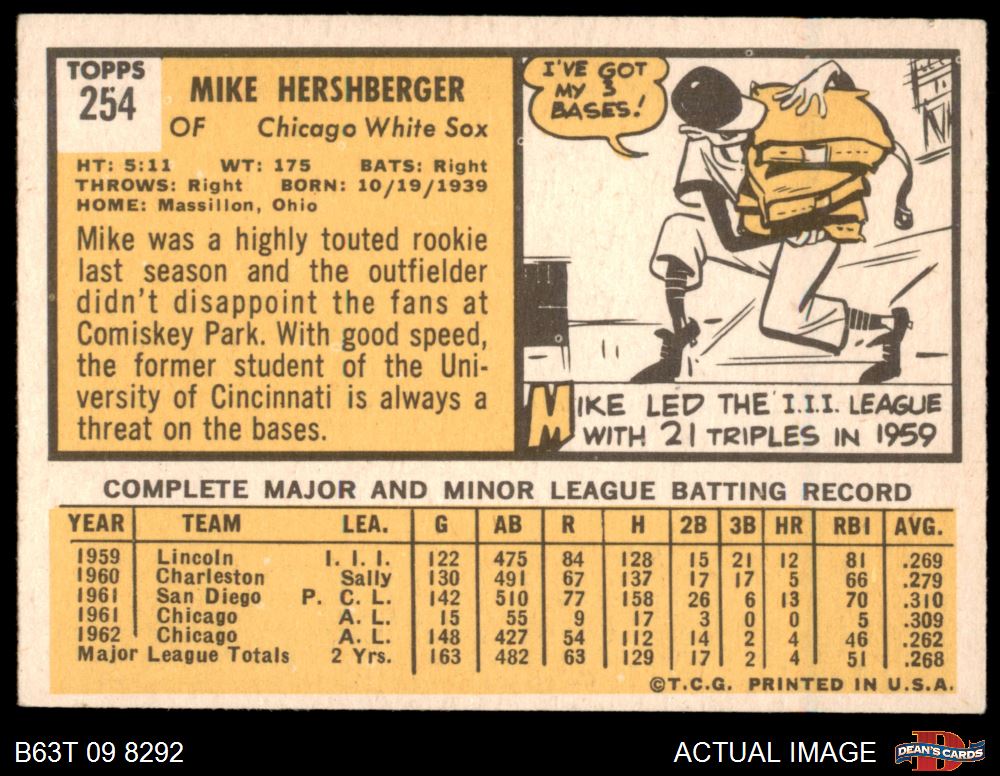 TOPPS
254
MIKE HERSHBERGER
OF Chicago White Sox
HT: 5:11 WT: 175 BATS: Right
THROWS: Right BORN: 10/19/1939
HOME: Massillon, Ohio
Mike was a highly touted rookie
last season and the outfielder
didn't disappoint the fans at
Comiskey Park. With good speed,
the former student of the Uni-
versity of Cincinnati is always a
threat on the bases.
I'VE GOT
MY 3
BASES!
MIKE LED THE I.I.I. LEAGUE
WITH 21 TRIPLES IN 1959
COMPLETE MAJOR AND MINOR LEAGUE BATTING RECORD
YEAR TEAM LEA. G AB R H 2B 3B HR RBI AVG.
1959 Lincoln I. I. I. 122 475 84 128 15 21 12 81 .269
1960 Charleston Sally 130 491 67 137 17 17 5 66 .279
1961 San Diego P. C. L. 142 510 77 158 26 6 13 70 .310
1961 Chicago A. L. 15 55 9 17 3 0 0 5 .309
1962 Chicago A. L. 148 427 54 112 14 2 4 46 .262
Major League Totals 2 Yrs. 163 482 63 129 17 2 4 51 .268
©T.C.G. PRINTED IN U.S.A.
B63T 09 8292
ACTUAL IMAGE
DEAN'S CARDS